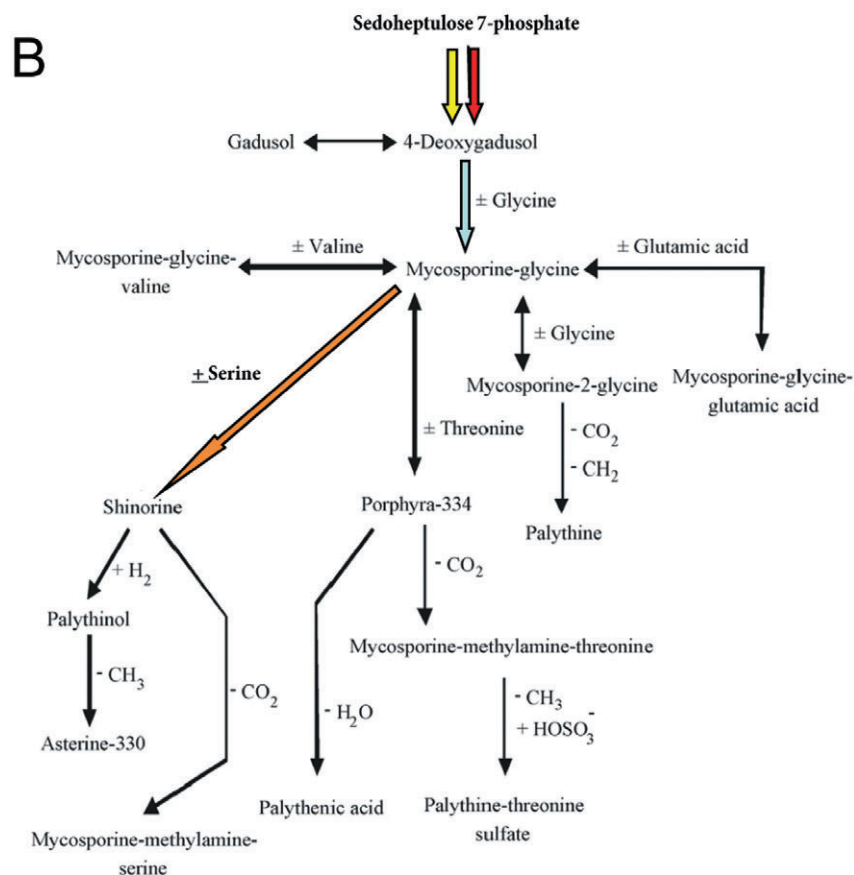 B
Sedoheptulose 7-phosphate
Gadusol
4-Deoxygadusol
± Glycine
± Valine
± Glutamic acid
Mycosporine-glycine-
valine
Mycosporine-glycine
± Glycine
± Serine
Mycosporine-2-glycine
Mycosporine-glycine-
glutamic acid
± Threonine
- CO2
- CH2
Shinorine
Porphyra-334
Palythine
+ H2
- CO2
Palythinol
Mycosporine-methylamine-threonine
- CH3
- CO2
- H2O
- CH3
+ HOSO3-
Asterine-330
Palythenic acid
Palythine-threonine
sulfate
Mycosporine-methylamine-
serine